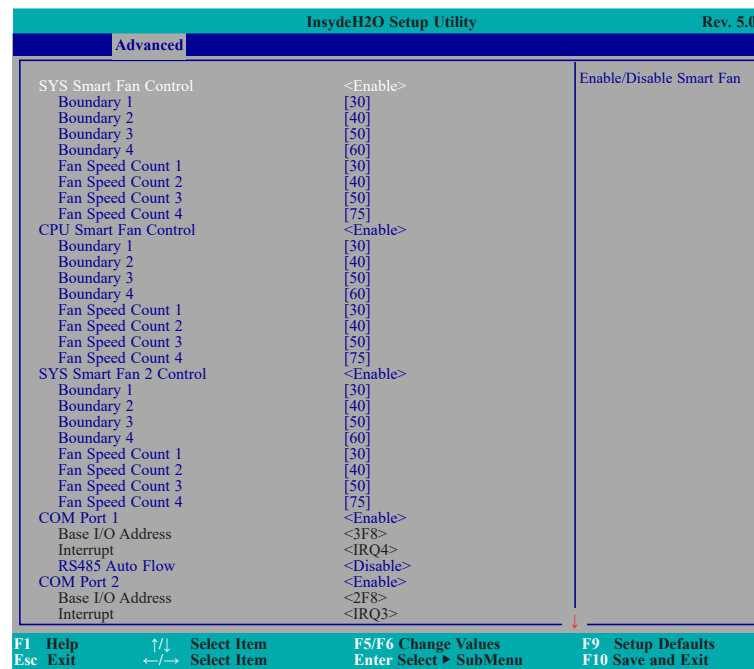 InsydeH2O Setup Utility Rev. 5.0
Advanced
SYS Smart Fan Control <Enable>
Boundary 1 [30]
Boundary 2 [40]
Boundary 3 [50]
Boundary 4 [60]
Fan Speed Count 1 [30]
Fan Speed Count 2 [40]
Fan Speed Count 3 [50]
Fan Speed Count 4 [75]
CPU Smart Fan Control <Enable>
Boundary 1 [30]
Boundary 2 [40]
Boundary 3 [50]
Boundary 4 [60]
Fan Speed Count 1 [30]
Fan Speed Count 2 [40]
Fan Speed Count 3 [50]
Fan Speed Count 4 [75]
SYS Smart Fan 2 Control <Enable>
Boundary 1 [30]
Boundary 2 [40]
Boundary 3 [50]
Boundary 4 [60]
Fan Speed Count 1 [30]
Fan Speed Count 2 [40]
Fan Speed Count 3 [50]
Fan Speed Count 4 [75]
COM Port 1 <Enable>
Base I/O Address <3F8>
Interrupt <IRQ4>
RS485 Auto Flow <Disable>
COM Port 2 <Enable>
Base I/O Address <2F8>
Interrupt <IRQ3>
Enable/Disable Smart Fan
↓
F1 Help ↑/↓ Select Item F5/F6 Change Values F9 Setup Defaults
Esc Exit ←/→ Select Item Enter Select ▶ SubMenu F10 Save and Exit